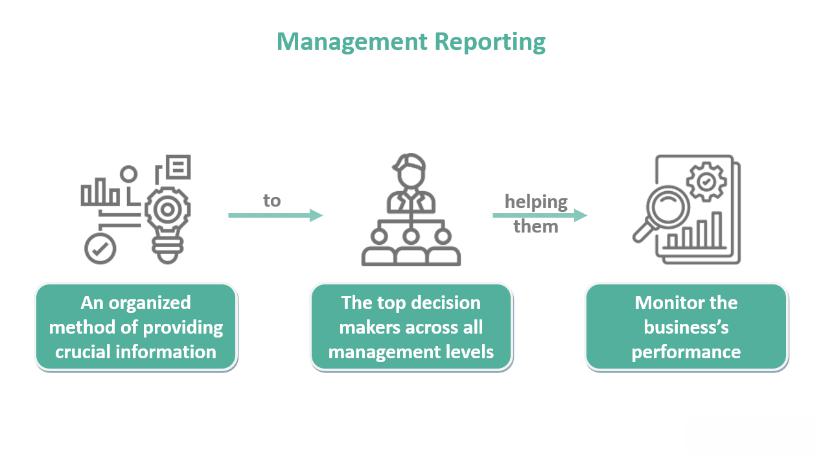 Management Reporting
An organized
method of providing
crucial information
to
The top decision
makers across all
management levels
helping
them
Monitor the
business's
performance